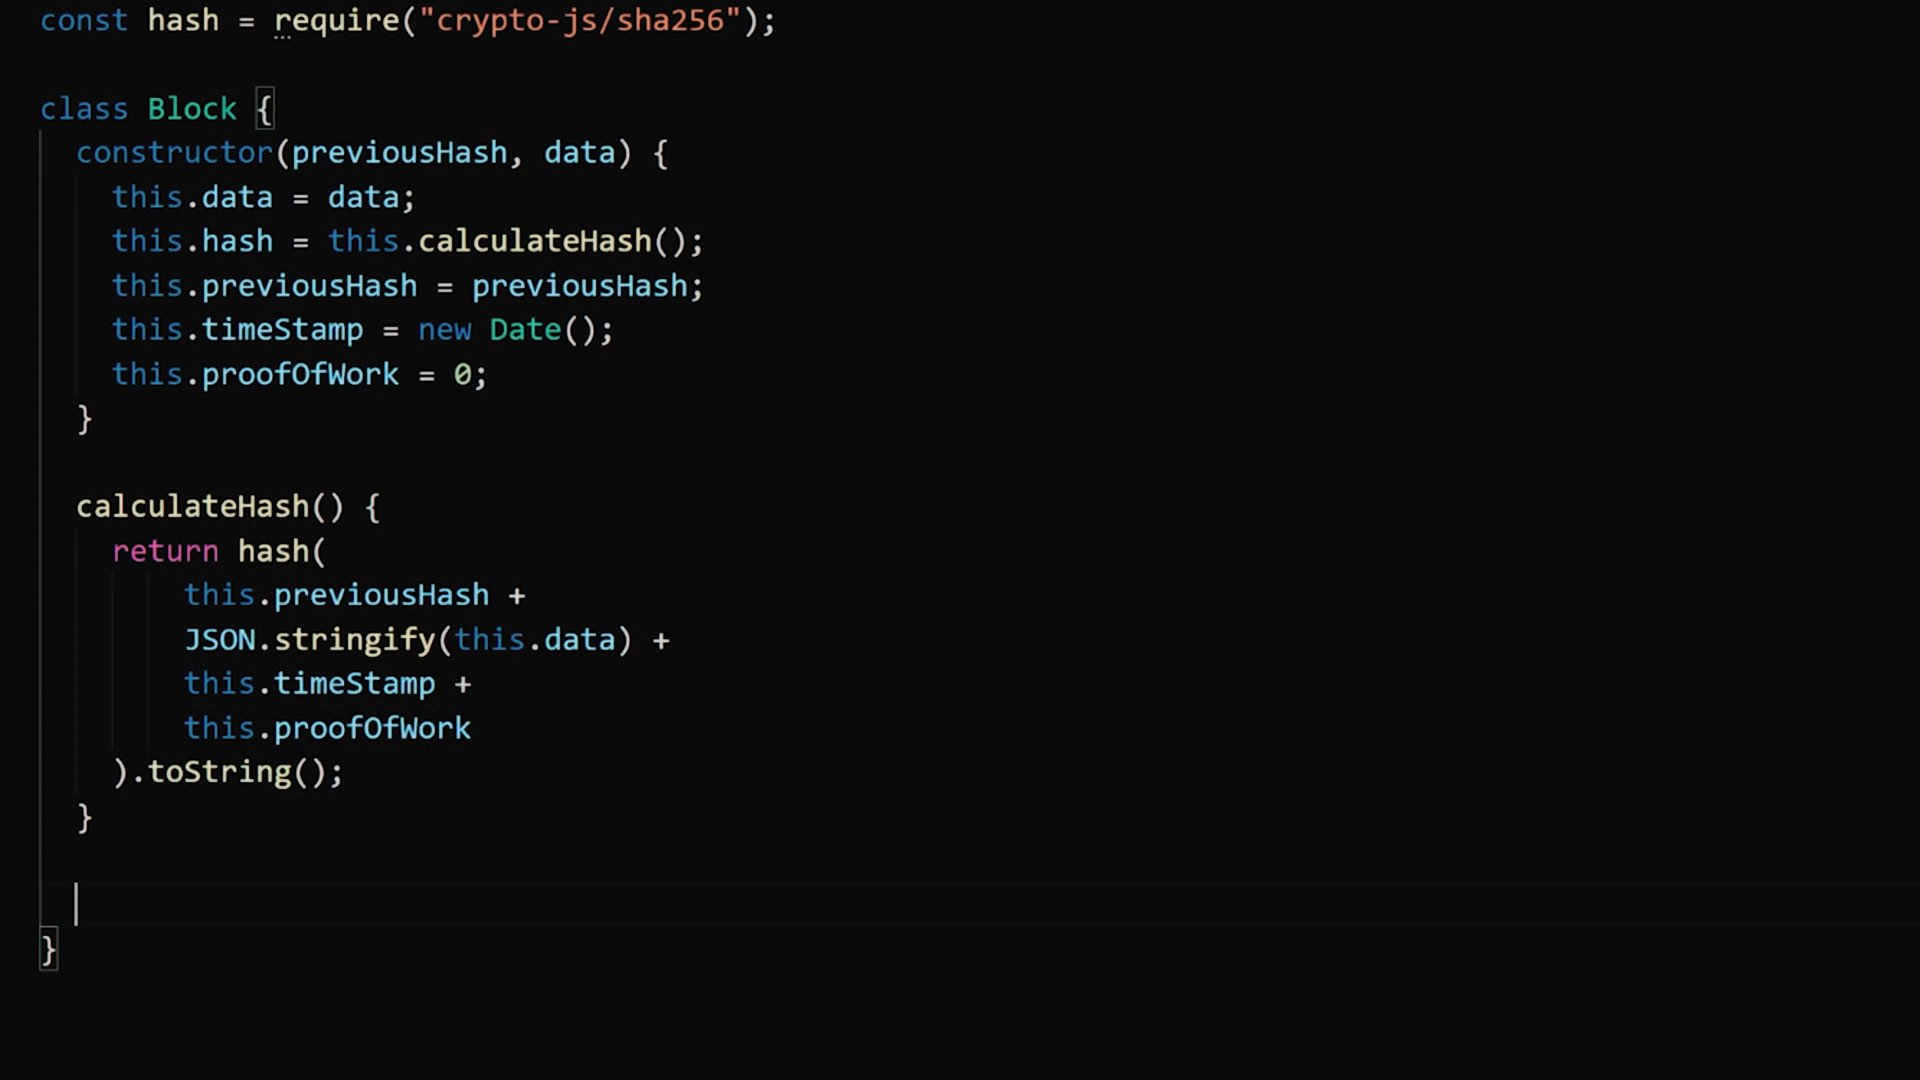 const hash = require("crypto-js/sha256");
class Block {
constructor(previousHash, data) {
this.data = data;
this.hash = this.calculateHash();
this.previousHash = previousHash;
this.timeStamp = new Date();
this.proofOfWork = 0;
}
calculateHash() {
return hash(
this.previousHash +
JSON.stringify(this.data) +
this.timeStamp +
this.proofOfWork
).toString();
}
}